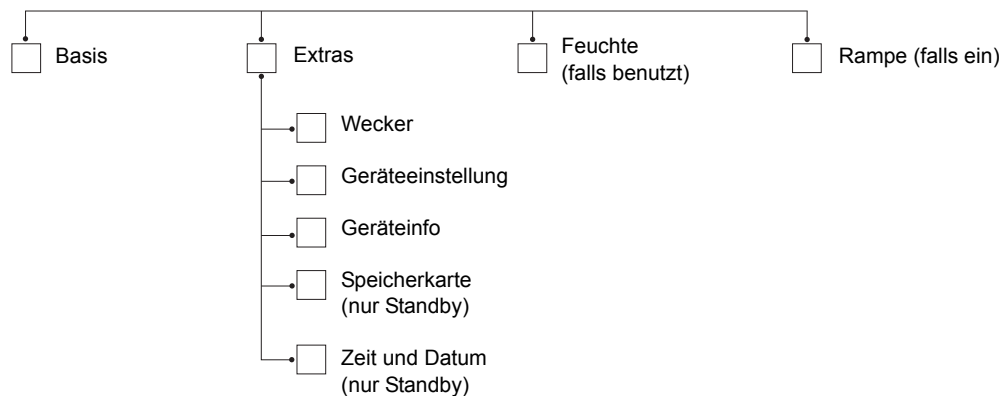 Basis
Extras
Feuchte
(falls benutzt)
Rampe (falls ein)
Wecker
Geräteeinstellung
Geräteinfo
Speicherkarte
(nur Standby)
Zeit und Datum
(nur Standby)